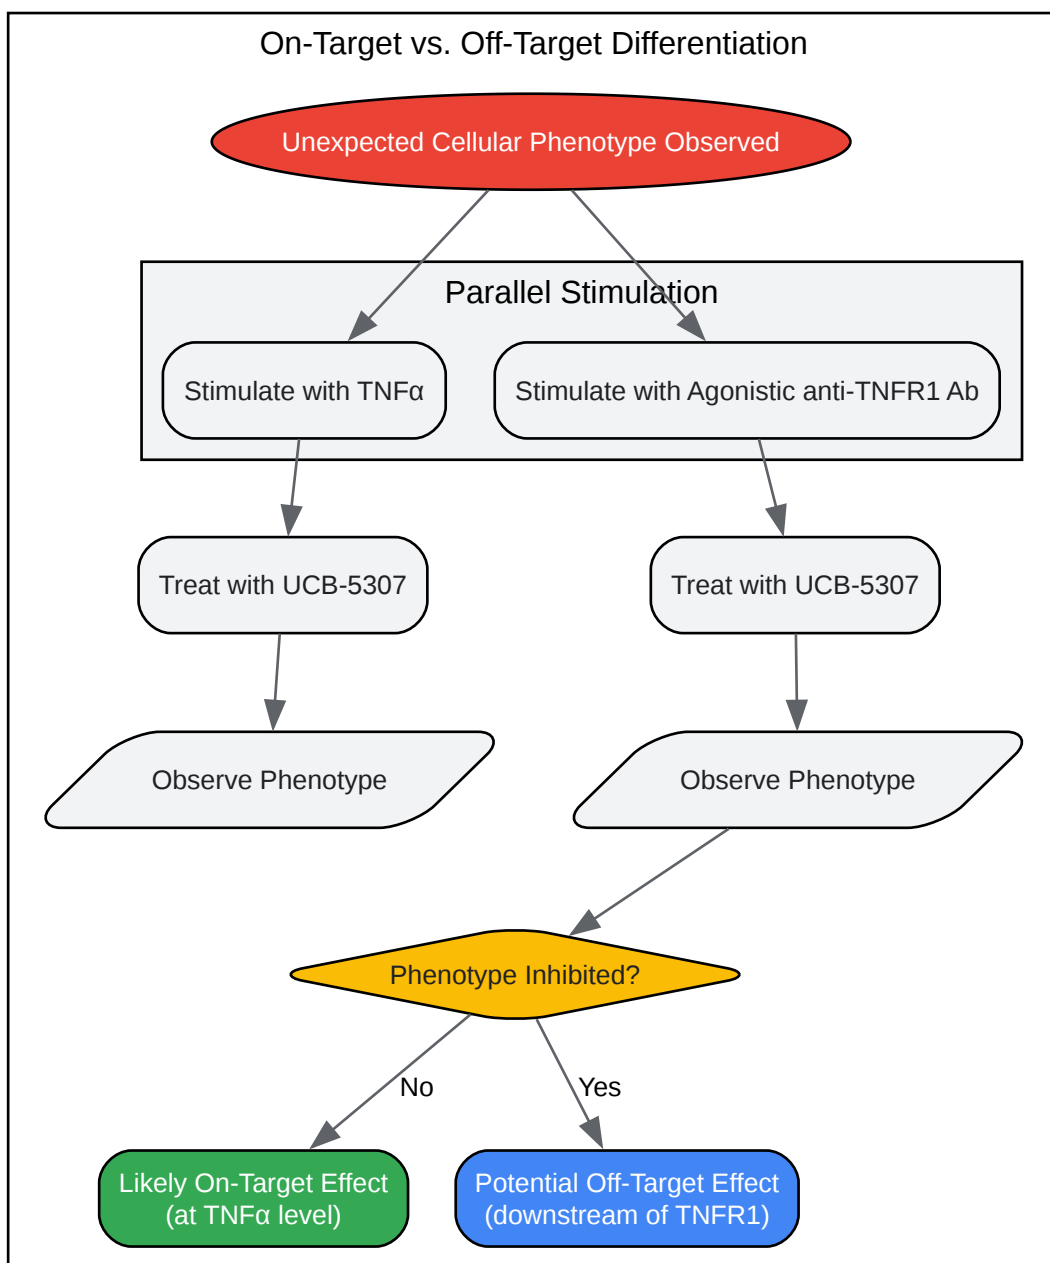 On-Target vs. Off-Target Differentiation
Unexpected Cellular Phenotype Observed
Parallel Stimulation
Stimulate with TNFα
Stimulate with Agonistic anti-TNFR1 Ab
Treat with UCB-5307
Treat with UCB-5307
Observe Phenotype
Observe Phenotype
Phenotype Inhibited?
No
Yes
Likely On-Target Effect
(at TNFα level)
Potential Off-Target Effect
(downstream of TNFR1)